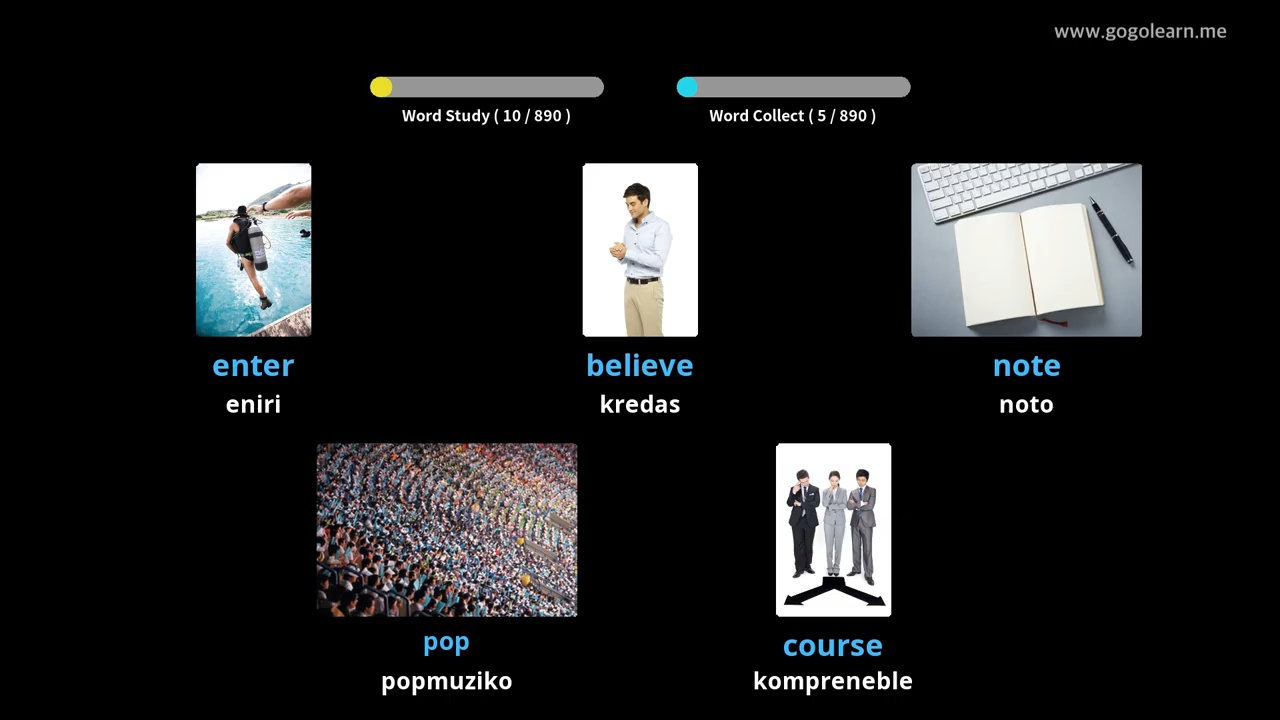 www.gogolearn.me
Word Study ( 10 / 890 )
Word Collect ( 5 / 890 )
enter
eniri
believe
kredas
note
noto
pop
popmuziko
course
kompreneble